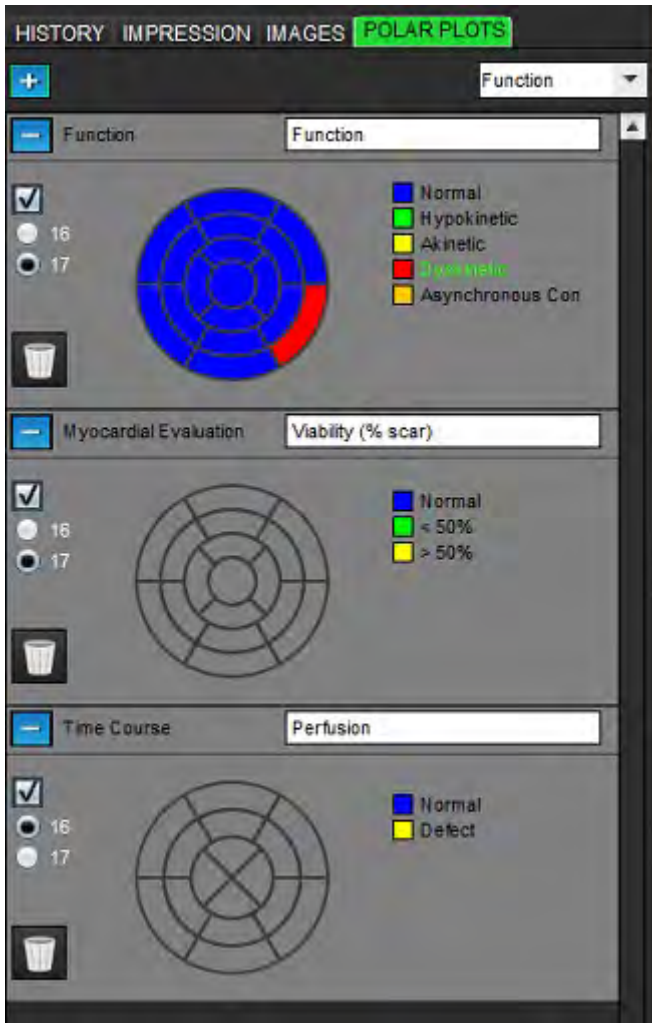 HISTORY IMPRESSION IMAGES POLAR PLOTS
Function
Function Function
Normal
Hypokinetic
16
Akinetic
17
Dyskinetic
Asynchronous Con
Myocardial Evaluation Viability (% scar)
Normal
16
< 50%
17
> 50%
Time Course Perfusion
Normal
16
Defect
17